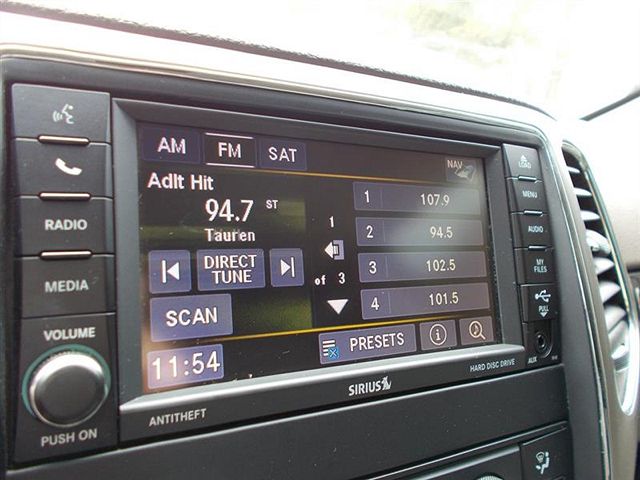 AM FM SAT
NAV
LOAD
Adlt Hit
94.7 ST
Tauren
1 107.9
2 94.5
3 102.5
4 101.5
1
of 3
DIRECT
TUNE
SCAN
11:54
PRESETS
RADIO
MEDIA
VOLUME
PUSH ON
MENU
AUDIO
MY
FILES
PULL
AUX
ANTITHEFT
SIRIUS
HARD DISC DRIVE